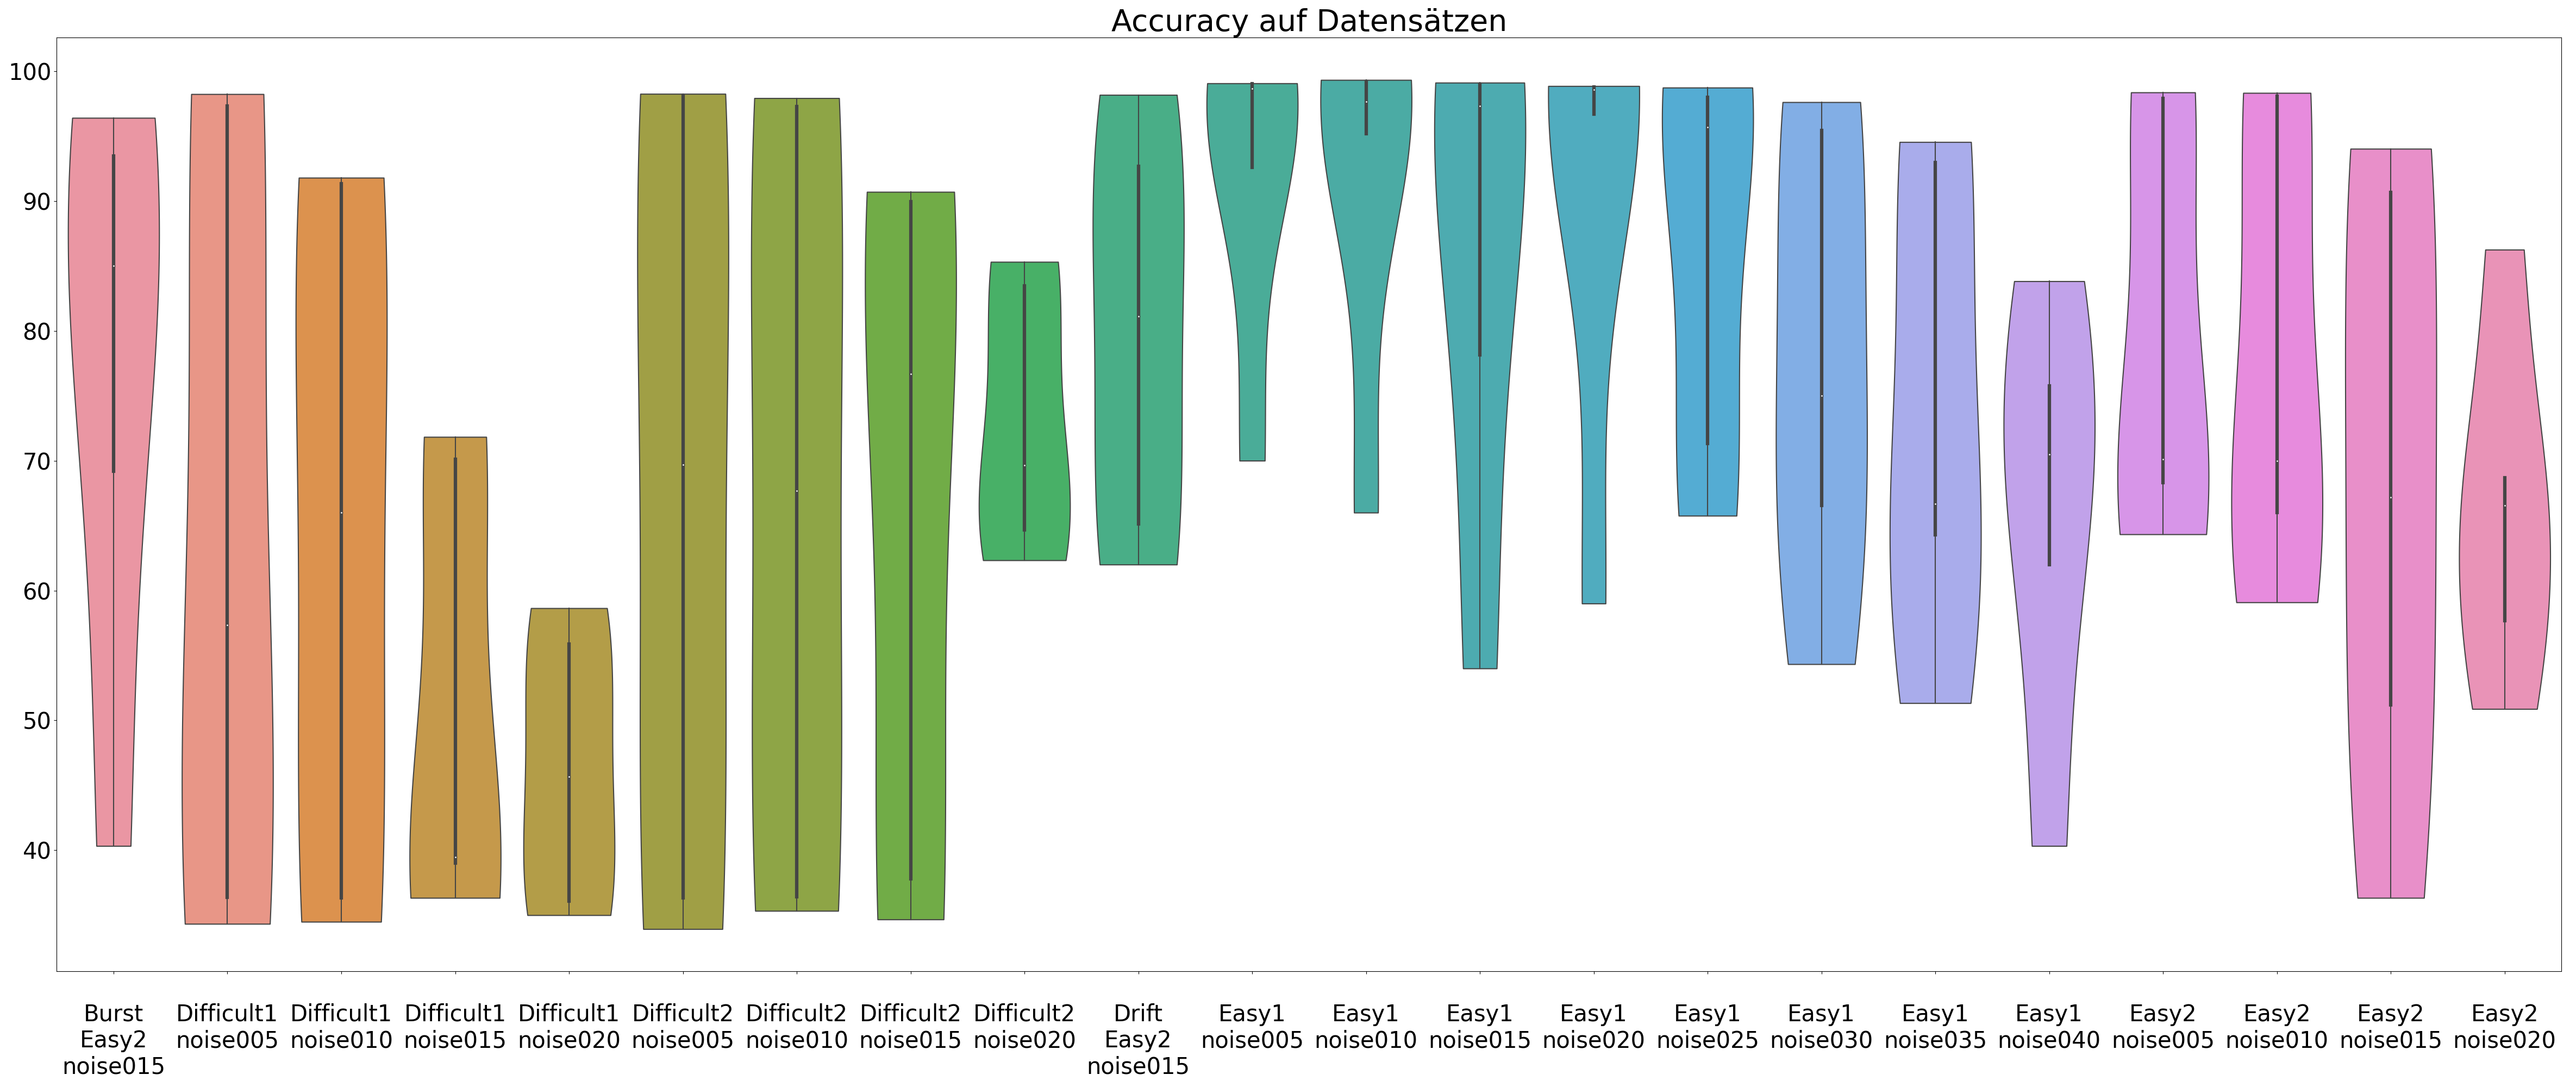 Accuracy auf Datensätzen
100
90
80
70
60
50
40
Burst
Easy2
noise015
Difficult1
noise005
Difficult1
noise010
Difficult1
noise015
Difficult1
noise020
Difficult2
noise005
Difficult2
noise010
Difficult2
noise015
Difficult2
noise020
Drift
Easy2
noise015
Easy1
noise005
Easy1
noise010
Easy1
noise015
Easy1
noise020
Easy1
noise025
Easy1
noise030
Easy1
noise035
Easy1
noise040
Easy2
noise005
Easy2
noise010
Easy2
noise015
Easy2
noise020